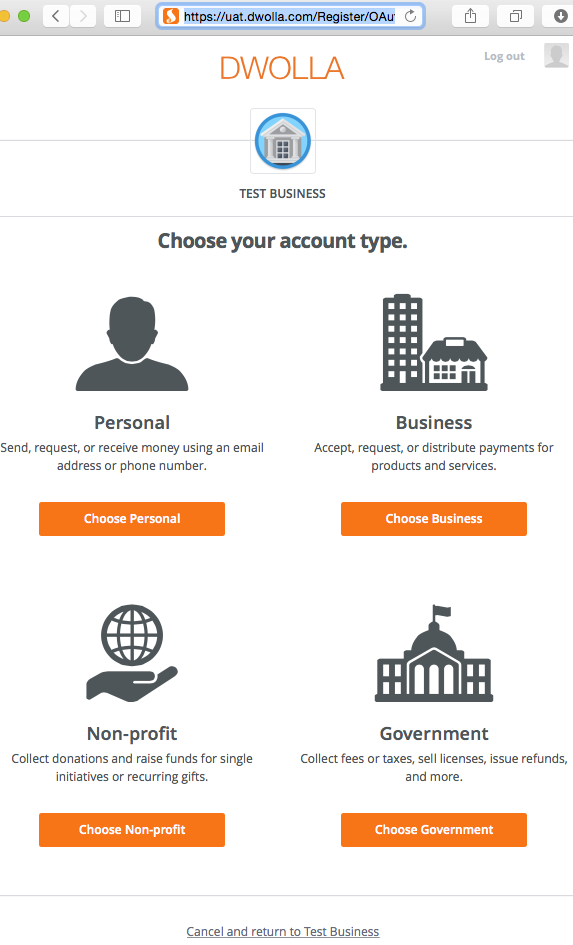 https://uat.dwolla.com/Register/OAu
DWOLLA
Log out
TEST BUSINESS
Choose your account type.
Personal
Send, request, or receive money using an email
address or phone number.
Choose Personal
Business
Accept, request, or distribute payments for
products and services.
Choose Business
Non-profit
Collect donations and raise funds for single
initiatives or recurring gifts.
Choose Non-profit
Government
Collect fees or taxes, sell licenses, issue refunds,
and more.
Choose Government
Cancel and return to Test Business